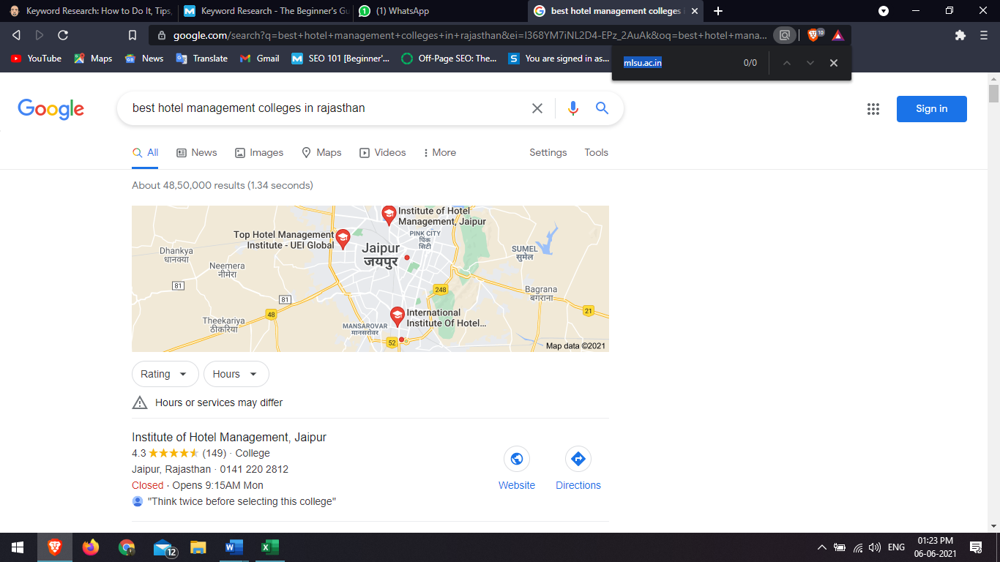 Keyword Research: How to Do It, Tips,
Keyword Research - The Beginner's Gu
(1) WhatsApp
best hotel management colleges i
google.com/search?q=best+hotel+management+colleges+in+rajasthan&ei=I368YM7iNL2D4-EPz_2AuAk&oq=best+hotel+mana...
10
YouTube
Maps
News
Translate
Gmail
SEO 101 [Beginner'...
Off-Page SEO: The...
You are signed in as...
mlsu.ac.in
0/0
Google
best hotel management colleges in rajasthan
Sign in
All
News
Images
Maps
Videos
More
Settings
Tools
About 48,50,000 results (1.34 seconds)
Institute of Hotel
Management, Jaipur
Top Hotel Management
Institute - UEI Global
PINK CITY
पिंक
सिटी
Jaipur
जयपुर
Dhankya
धानक्या
Neemera
नीमेरा
SUMEL
सुमेल
81
81
248
Bagrana
बगराना
48
21
Theekariya
ठीकरिया
MANSAROVAR
मानसरोवर
International
Institute Of Hotel...
52
Map data ©2021
Rating
Hours
Hours or services may differ
Institute of Hotel Management, Jaipur
4.3 (149) · College
Jaipur, Rajasthan · 0141 220 2812
Closed · Opens 9:15AM Mon
"Think twice before selecting this college"
Website
Directions
12
ENG
01:23 PM
06-06-2021